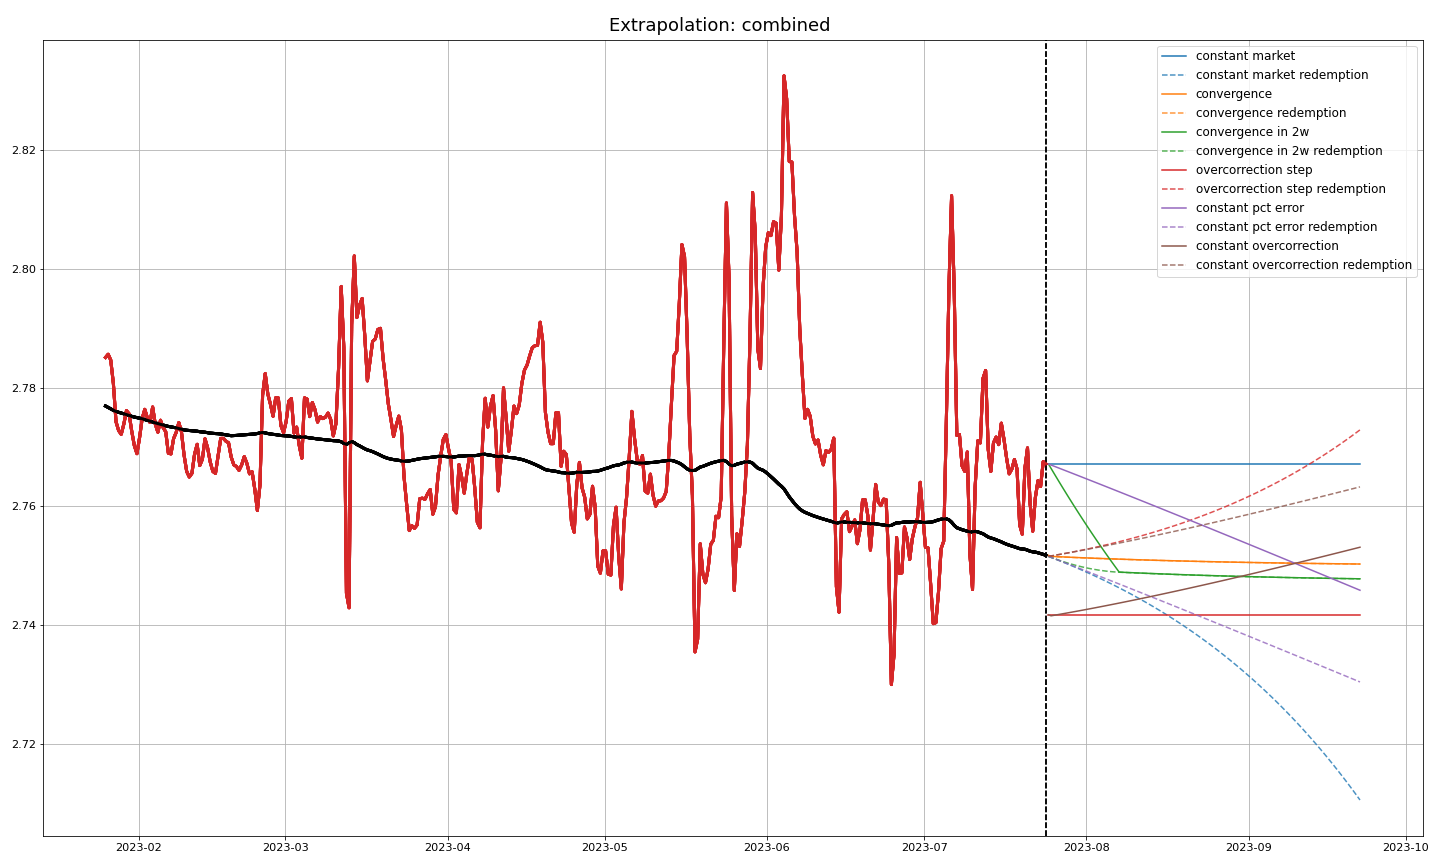 Extrapolation: combined
constant market
constant market redemption
convergence
convergence redemption
convergence in 2w
convergence in 2w redemption
overcorrection step
overcorrection step redemption
constant pct error
constant pct error redemption
constant overcorrection
constant overcorrection redemption
2.82
2.80
2.78
2.76
2.74
2.72
2023-02 2023-03 2023-04 2023-05 2023-06 2023-07 2023-08 2023-09 2023-10